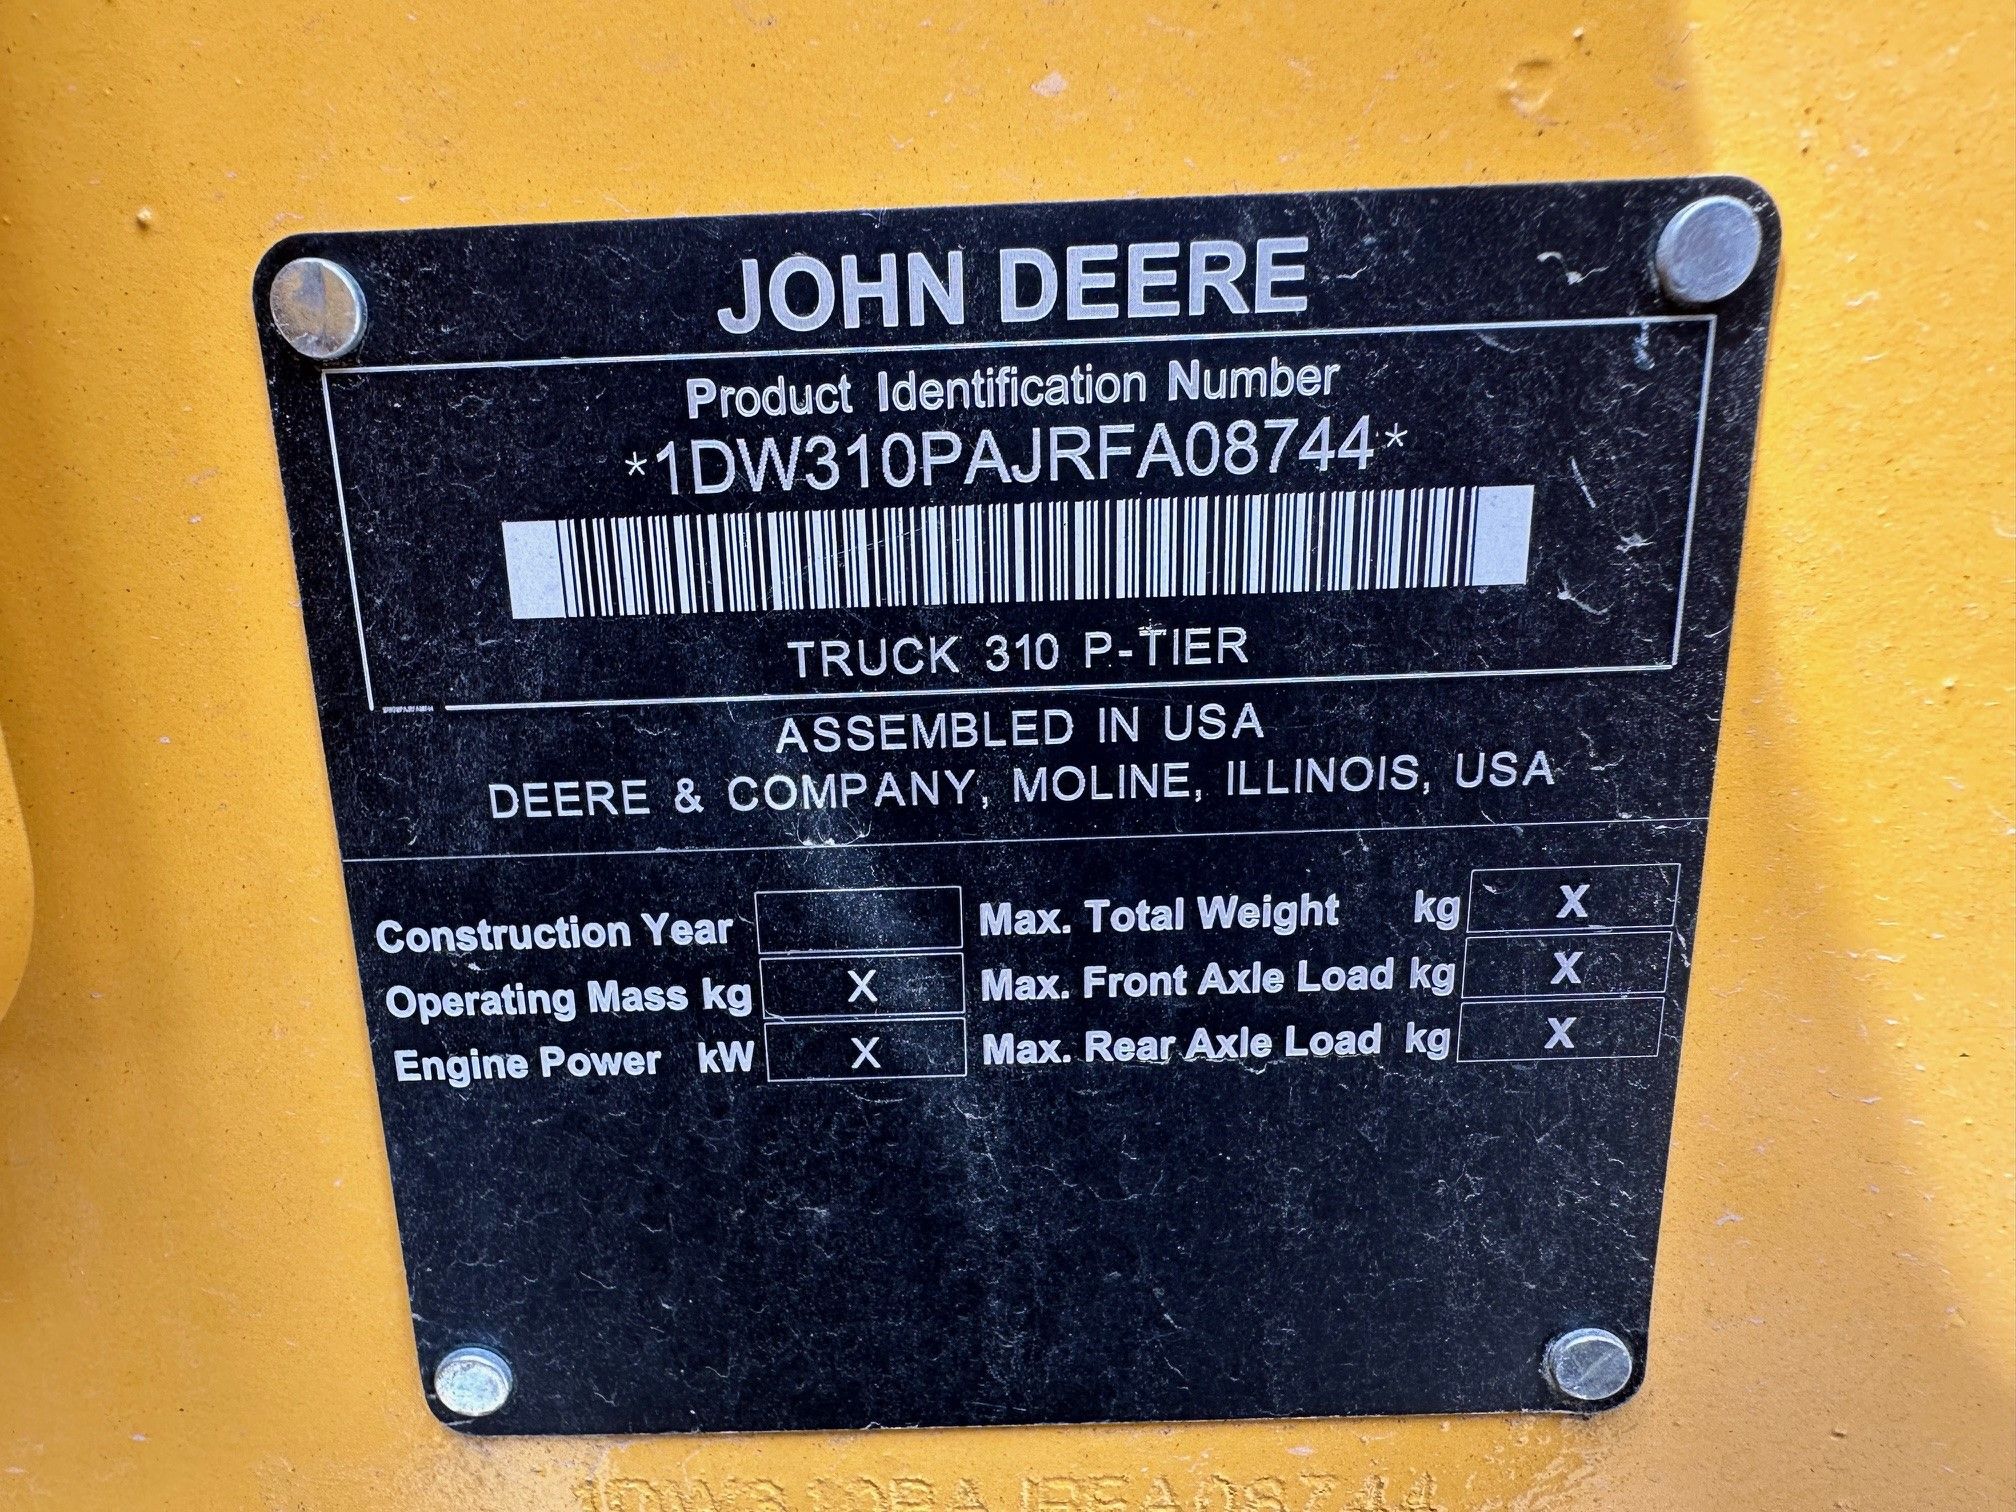 JOHN DEERE
Product Identification Number
*1DW310PAJRFA08744*
TRUCK 310 P-TIER
ASSEMBLED IN USA
DEERE & COMPANY, MOLINE, ILLINOIS, USA
Construction Year
Max. Total Weight kg X
Operating Mass kg X
Max. Front Axle Load kg X
Engine Power kW X
Max. Rear Axle Load kg X
1DW310PAJRFA08744